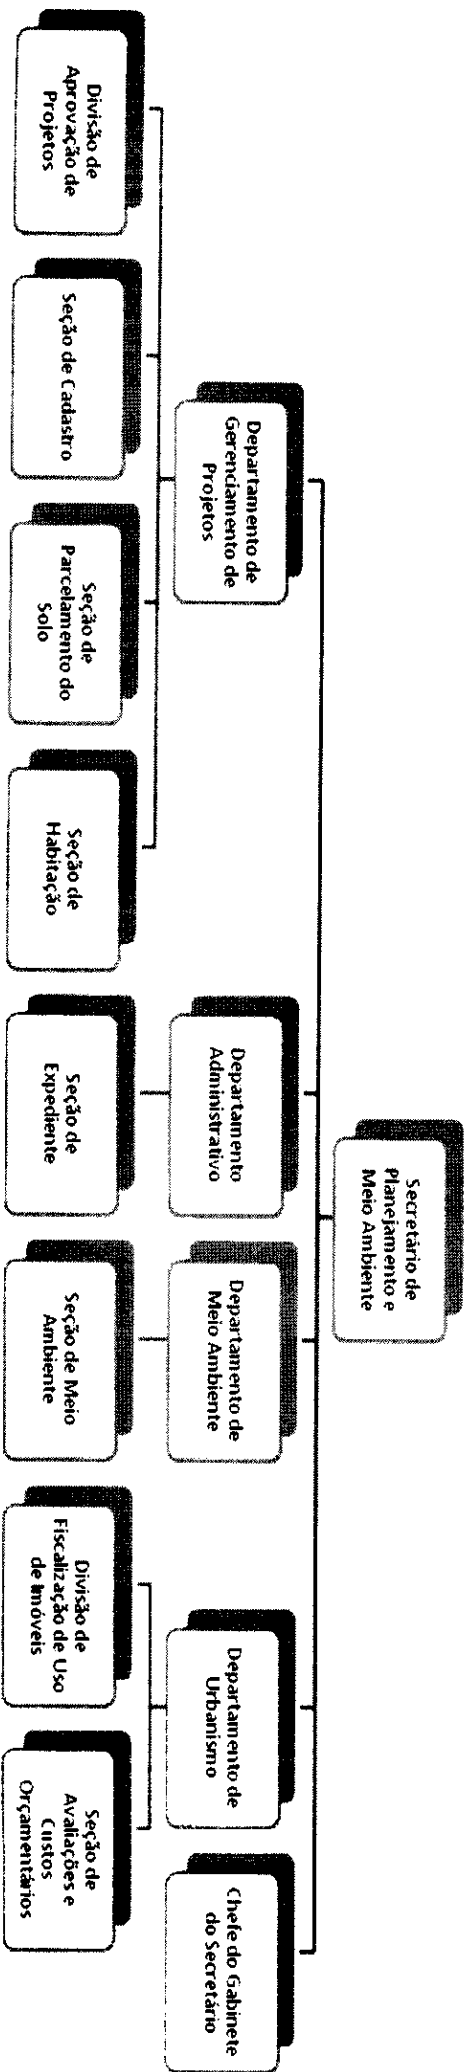 Secretário de
Planejamento e
Meio Ambiente
Departamento de
Gerenciamento de
Projetos
Departamento
Administrativo
Departamento de
Meio Ambiente
Departamento de
Urbanismo
Chefe do Gabinete
do Secretário
Divisão de
Aprovação de
Projetos
Seção de Cadastro
Seção de
Parcelamento do
Solo
Seção de
Habitação
Seção de
Expediente
Seção de Meio
Ambiente
Divisão de
Fiscalização de Uso
de Imóveis
Seção de
Avaliações e
Custos
Orçamentários